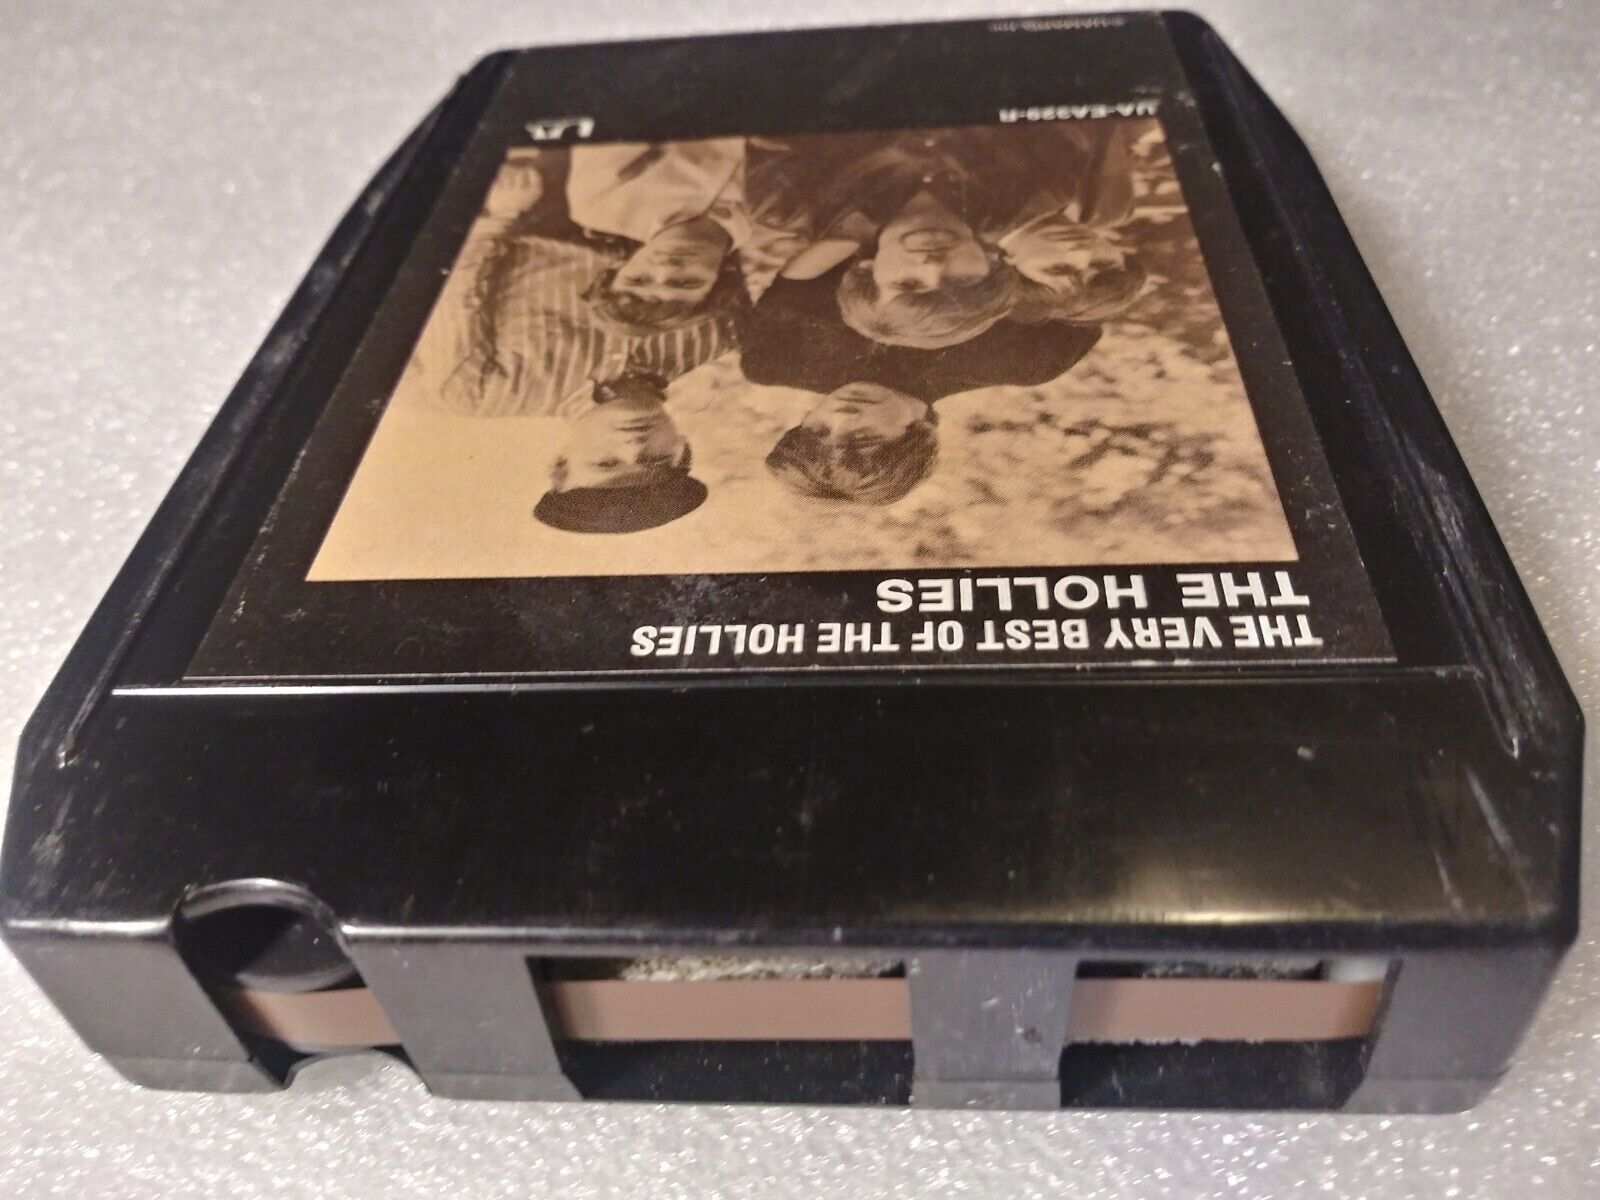 THE VERY BEST OF THE HOLLIES
THE HOLLIES
UA-EA329-R
UA